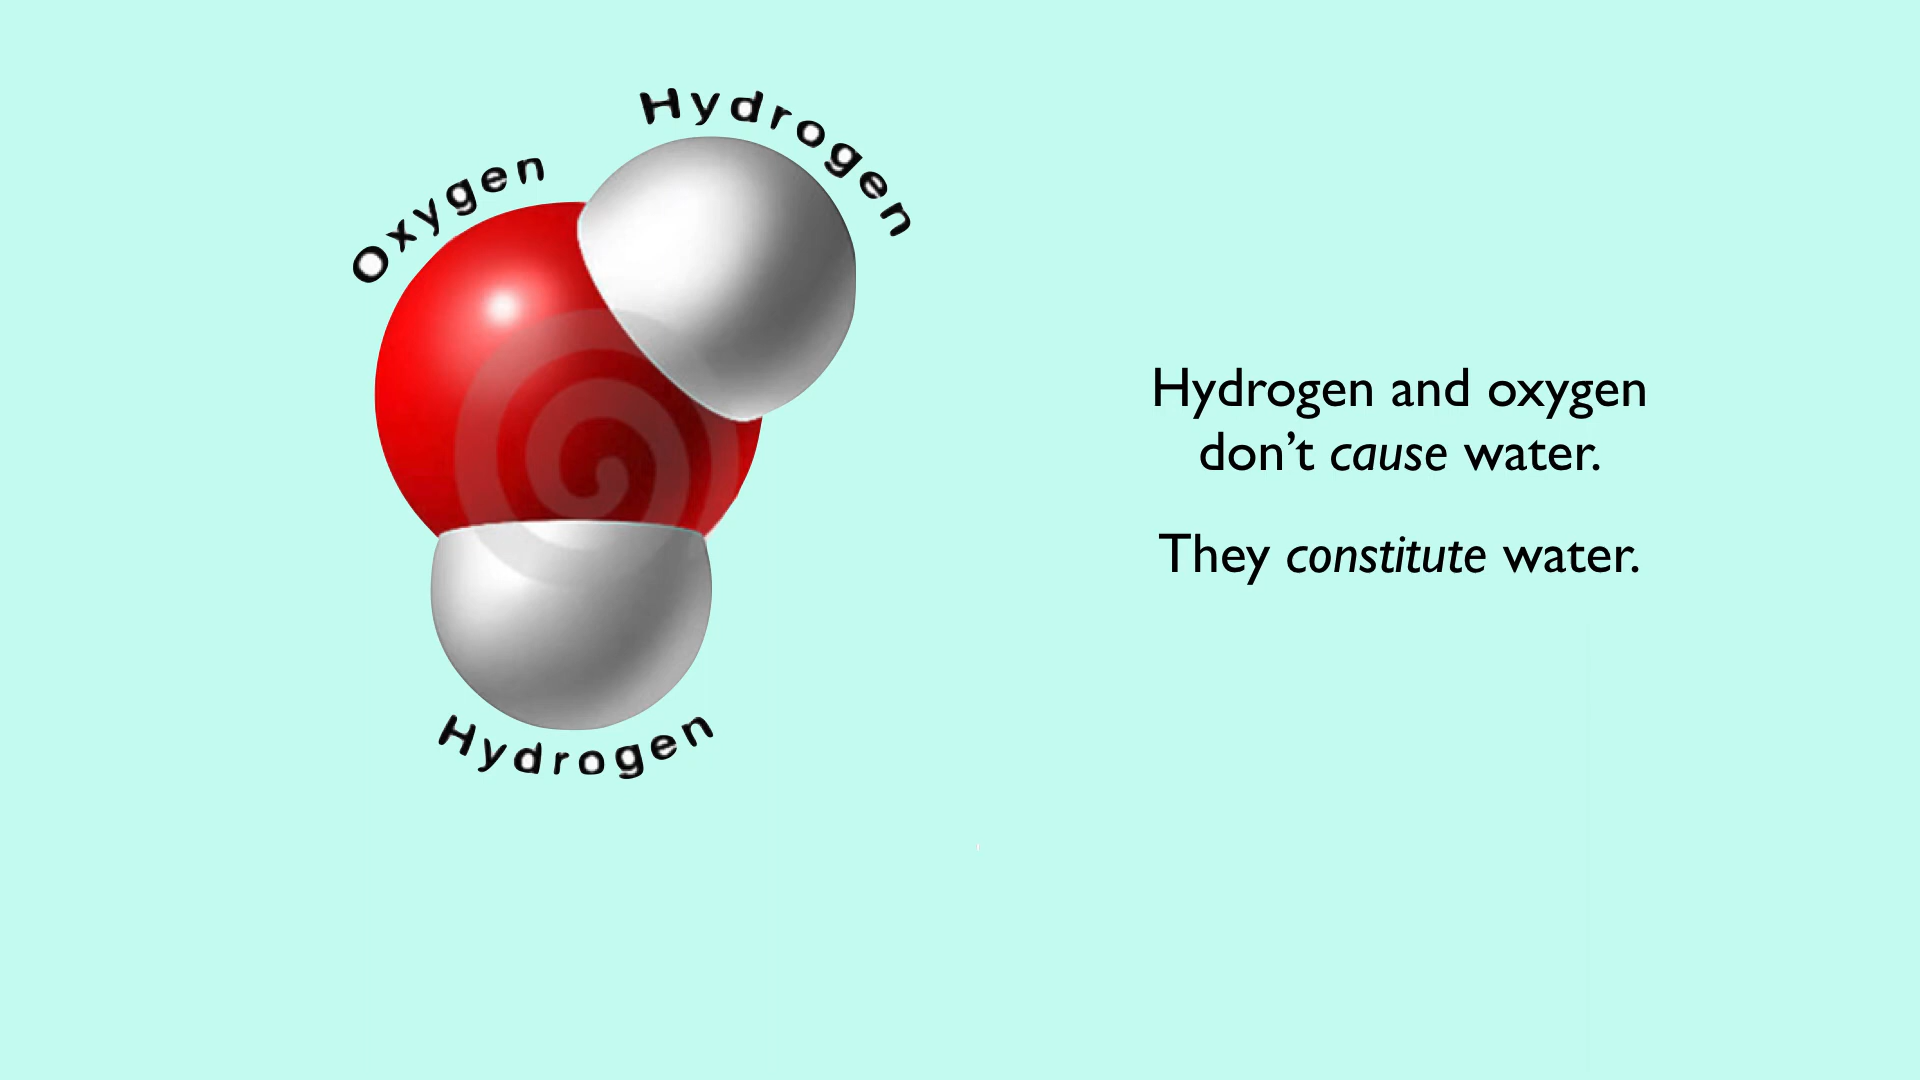 Hydrogen
Oxygen
Hydrogen
Hydrogen and oxygen
don’t cause water.
They constitute water.